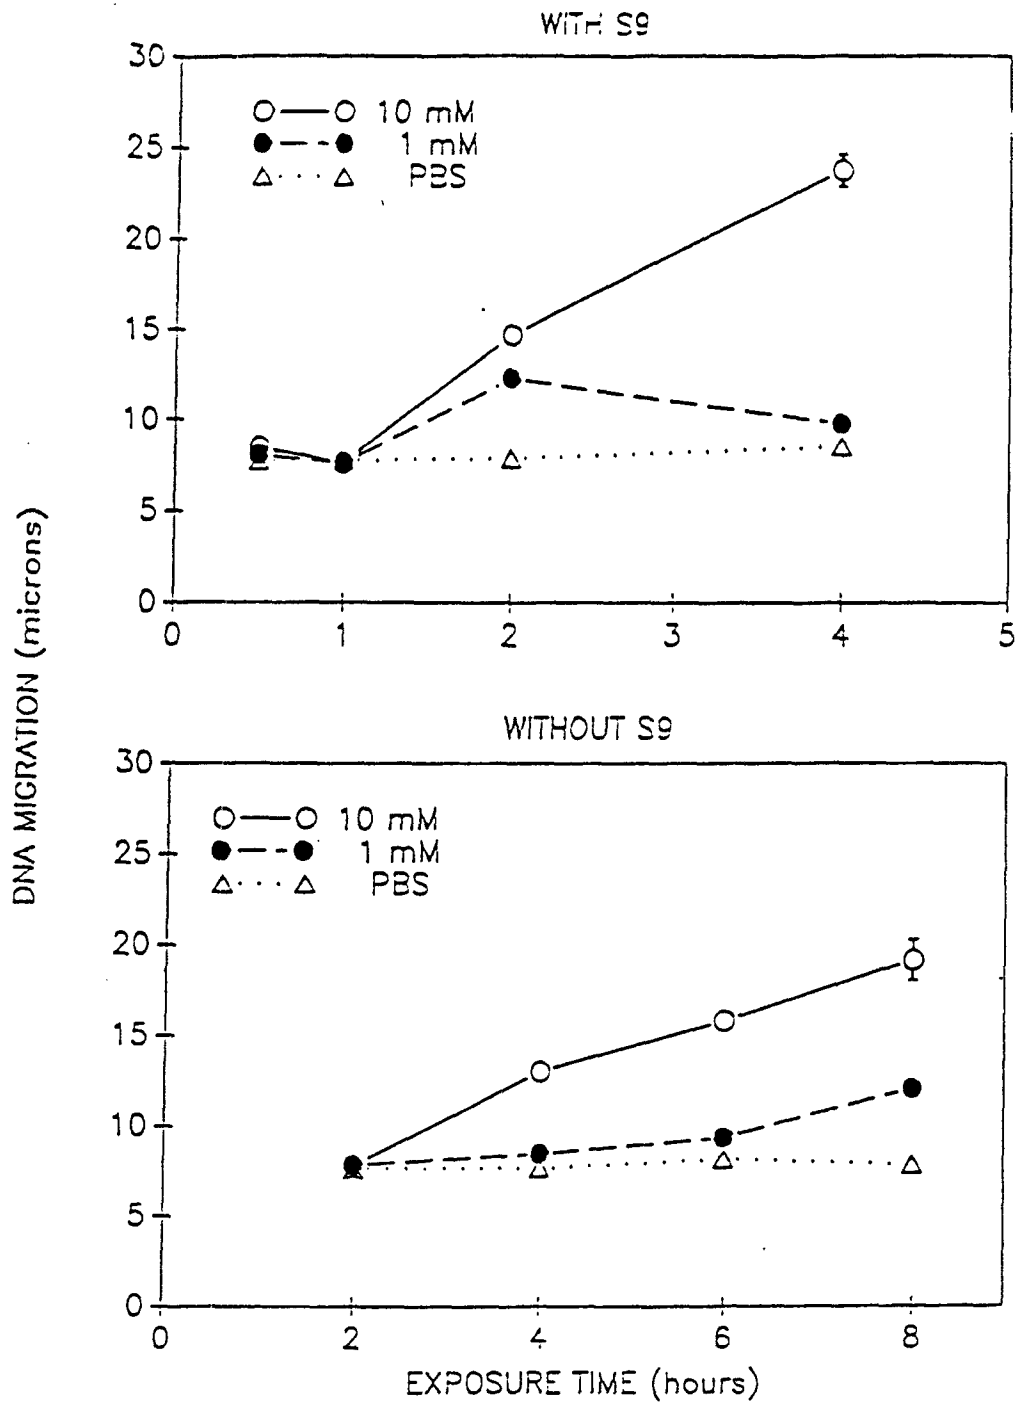 WITH S9
30
10 mM
1 mM
PBS
25
20
15
10
5
0
0 1 2 3 4 5
DNA MIGRATION (microns)
WITHOUT S9
30
10 mM
1 mM
PBS
25
20
15
10
5
0
0 2 4 6 8
EXPOSURE TIME (hours)